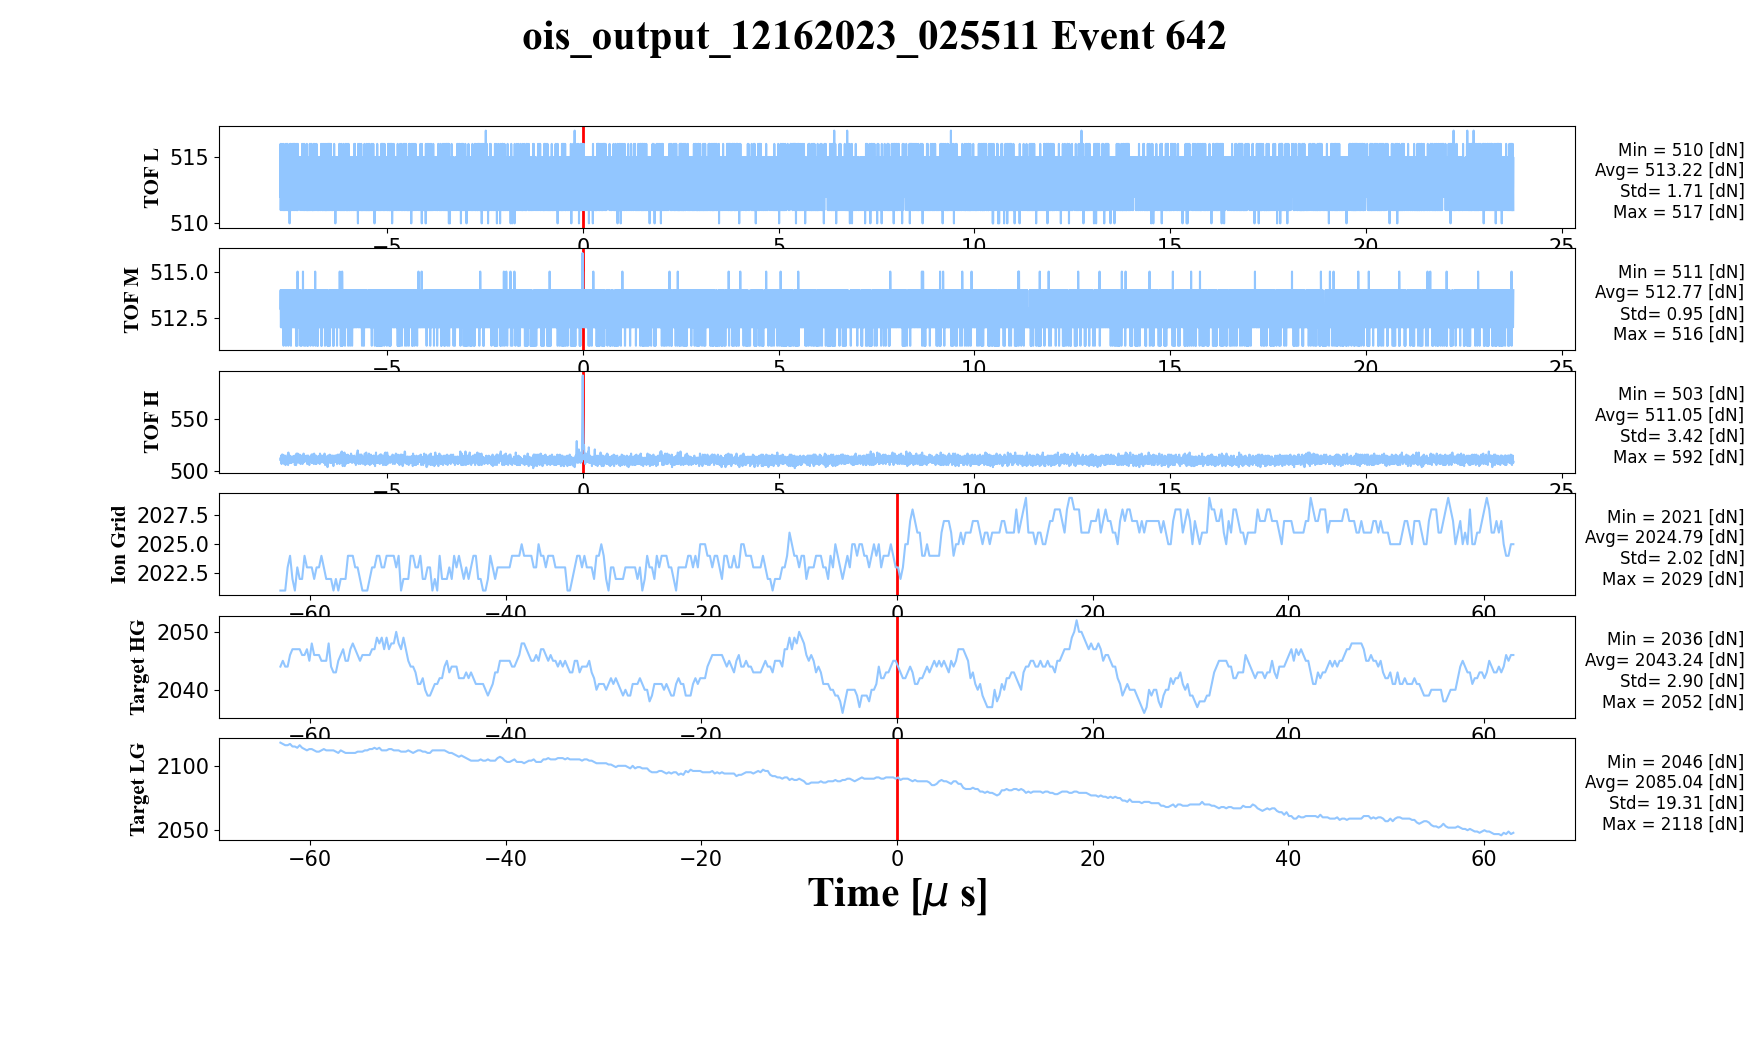 ois_output_12162023_025511 Event 642
TOF L
515
510
Min = 510 [dN]
Avg= 513.22 [dN]
Std= 1.71 [dN]
Max = 517 [dN]
−5 0 5 10 15 20 25
TOF M
515.0
512.5
Min = 511 [dN]
Avg= 512.77 [dN]
Std= 0.95 [dN]
Max = 516 [dN]
−5 0 5 10 15 20 25
TOF H
550
500
Min = 503 [dN]
Avg= 511.05 [dN]
Std= 3.42 [dN]
Max = 592 [dN]
−5 0 5 10 15 20 25
Ion Grid
2027.5
2025.0
2022.5
Min = 2021 [dN]
Avg= 2024.79 [dN]
Std= 2.02 [dN]
Max = 2029 [dN]
−60 −40 −20 0 20 40 60
Target HG
2050
2040
Min = 2036 [dN]
Avg= 2043.24 [dN]
Std= 2.90 [dN]
Max = 2052 [dN]
−60 −40 −20 0 20 40 60
Target LG
2100
2050
Min = 2046 [dN]
Avg= 2085.04 [dN]
Std= 19.31 [dN]
Max = 2118 [dN]
−60 −40 −20 0 20 40 60
Time [μ s]